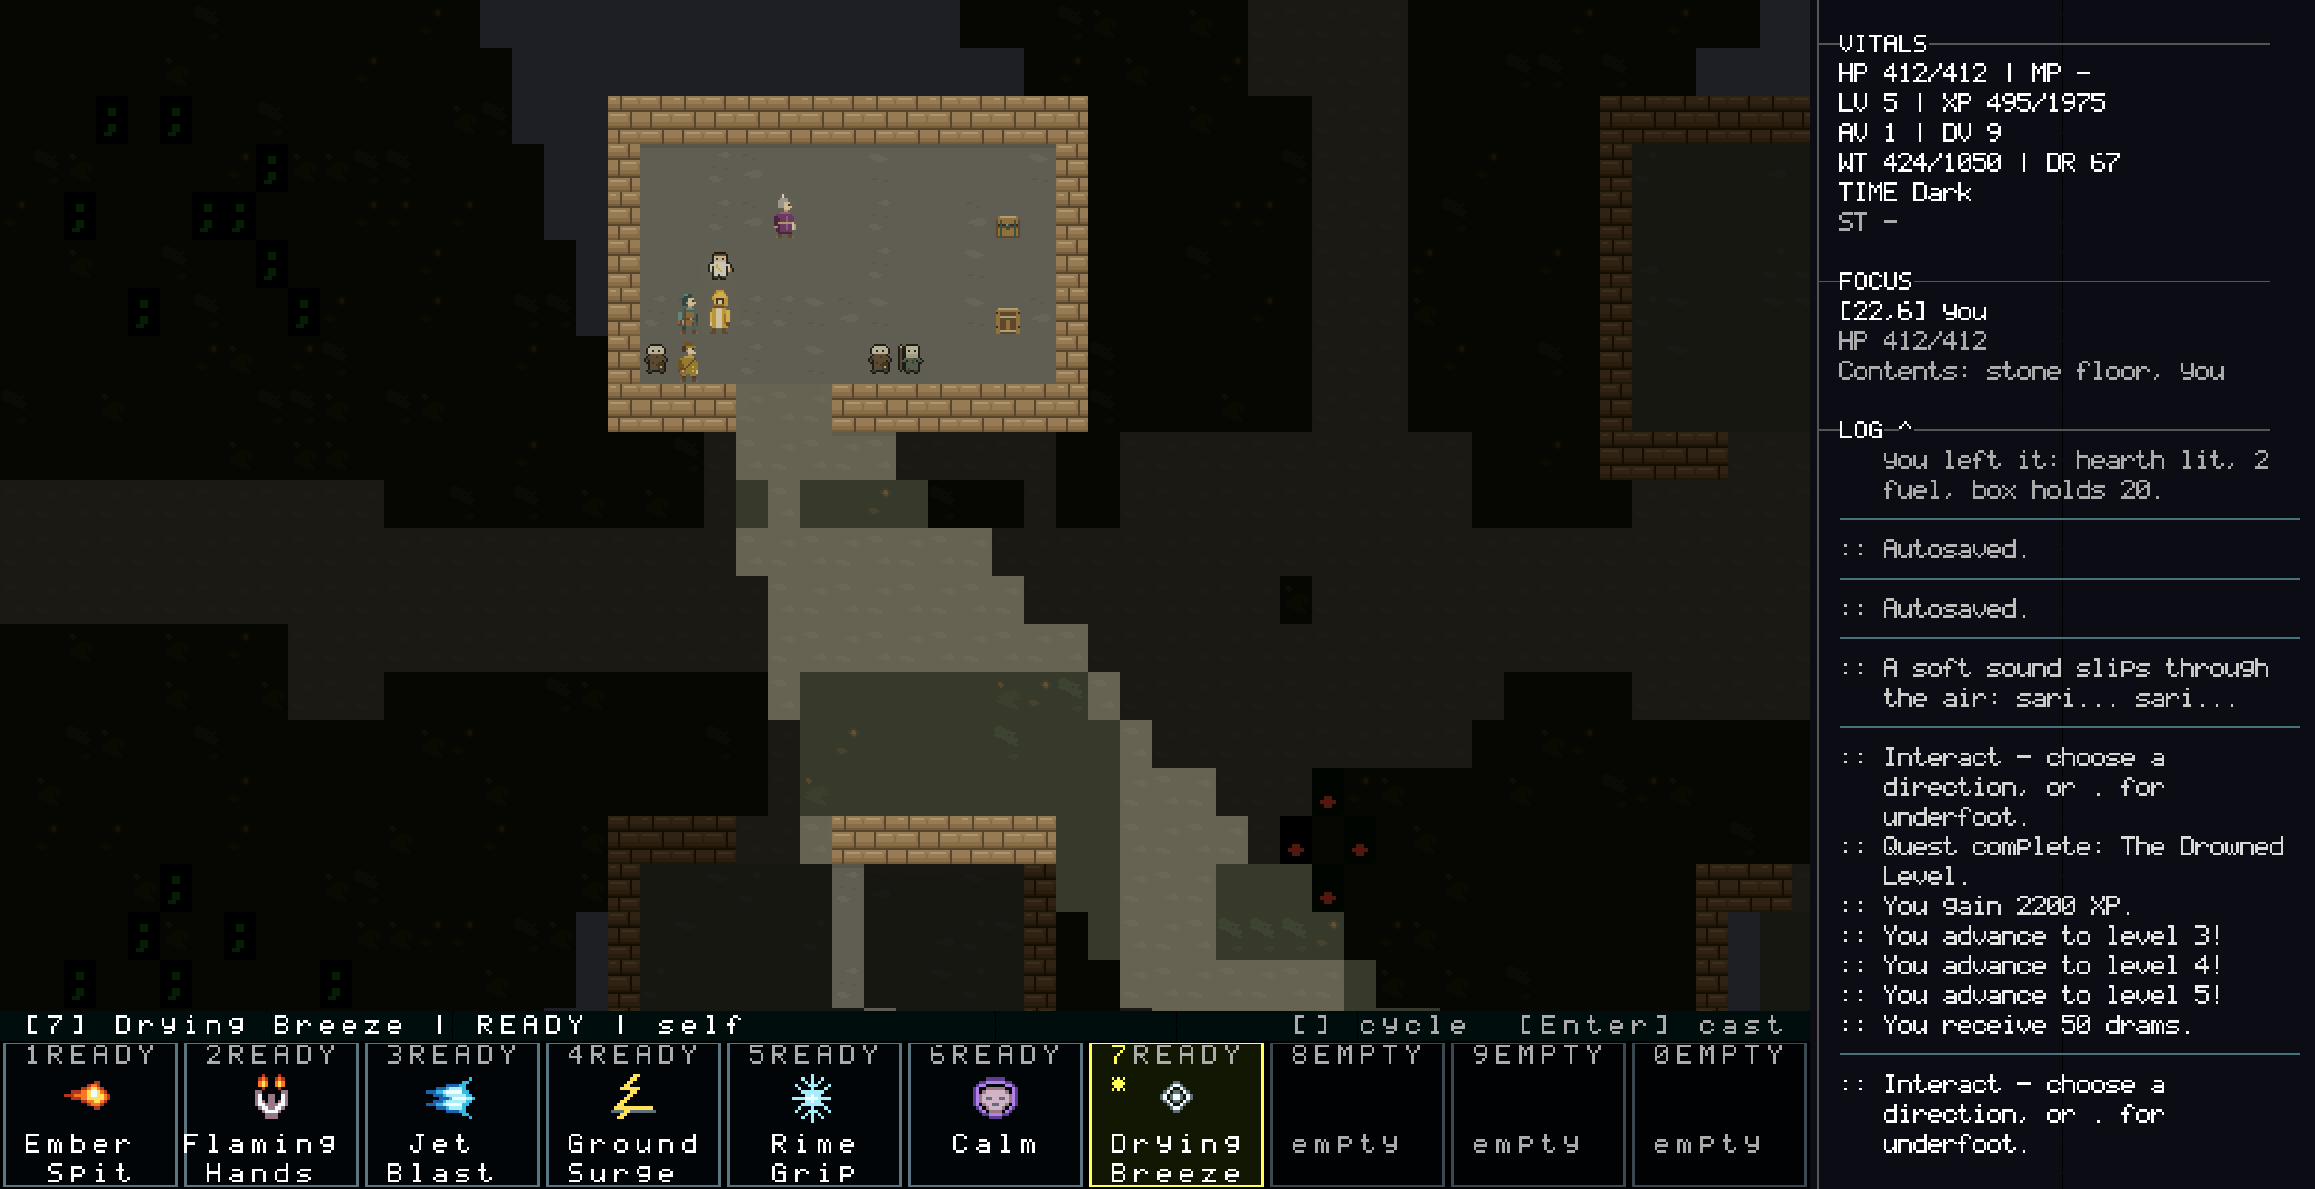 VITALS
HP 412/412 | MP -
LV 5 | XP 495/1975
AV 1 | DV 9
WT 424/1050 | DR 67
TIME Dark
ST -
FOCUS
[22,6] You
HP 412/412
Contents: stone floor, You
LOG ^
You left it: hearth lit, 2
fuel, box holds 20.
:: Autosaved.
:: Autosaved.
:: A soft sound slips through
the air: sari... sari...
:: Interact - choose a
direction, or . for
underfoot.
:: Quest complete: The Drowned
Level.
:: You gain 2200 XP.
:: You advance to level 3!
:: You advance to level 4!
:: You advance to level 5!
:: You receive 50 drams.
:: Interact - choose a
direction, or . for
underfoot.
[7] Drying Breeze | READY | self
[] cycle [Enter] cast
1READY
Ember
Spit
2READY
Flaming
Hands
3READY
Jet
Blast
4READY
Ground
Surge
5READY
Rime
Grip
6READY
Calm
7READY
Drying
Breeze
8EMPTY
empty
9EMPTY
empty
0EMPTY
empty